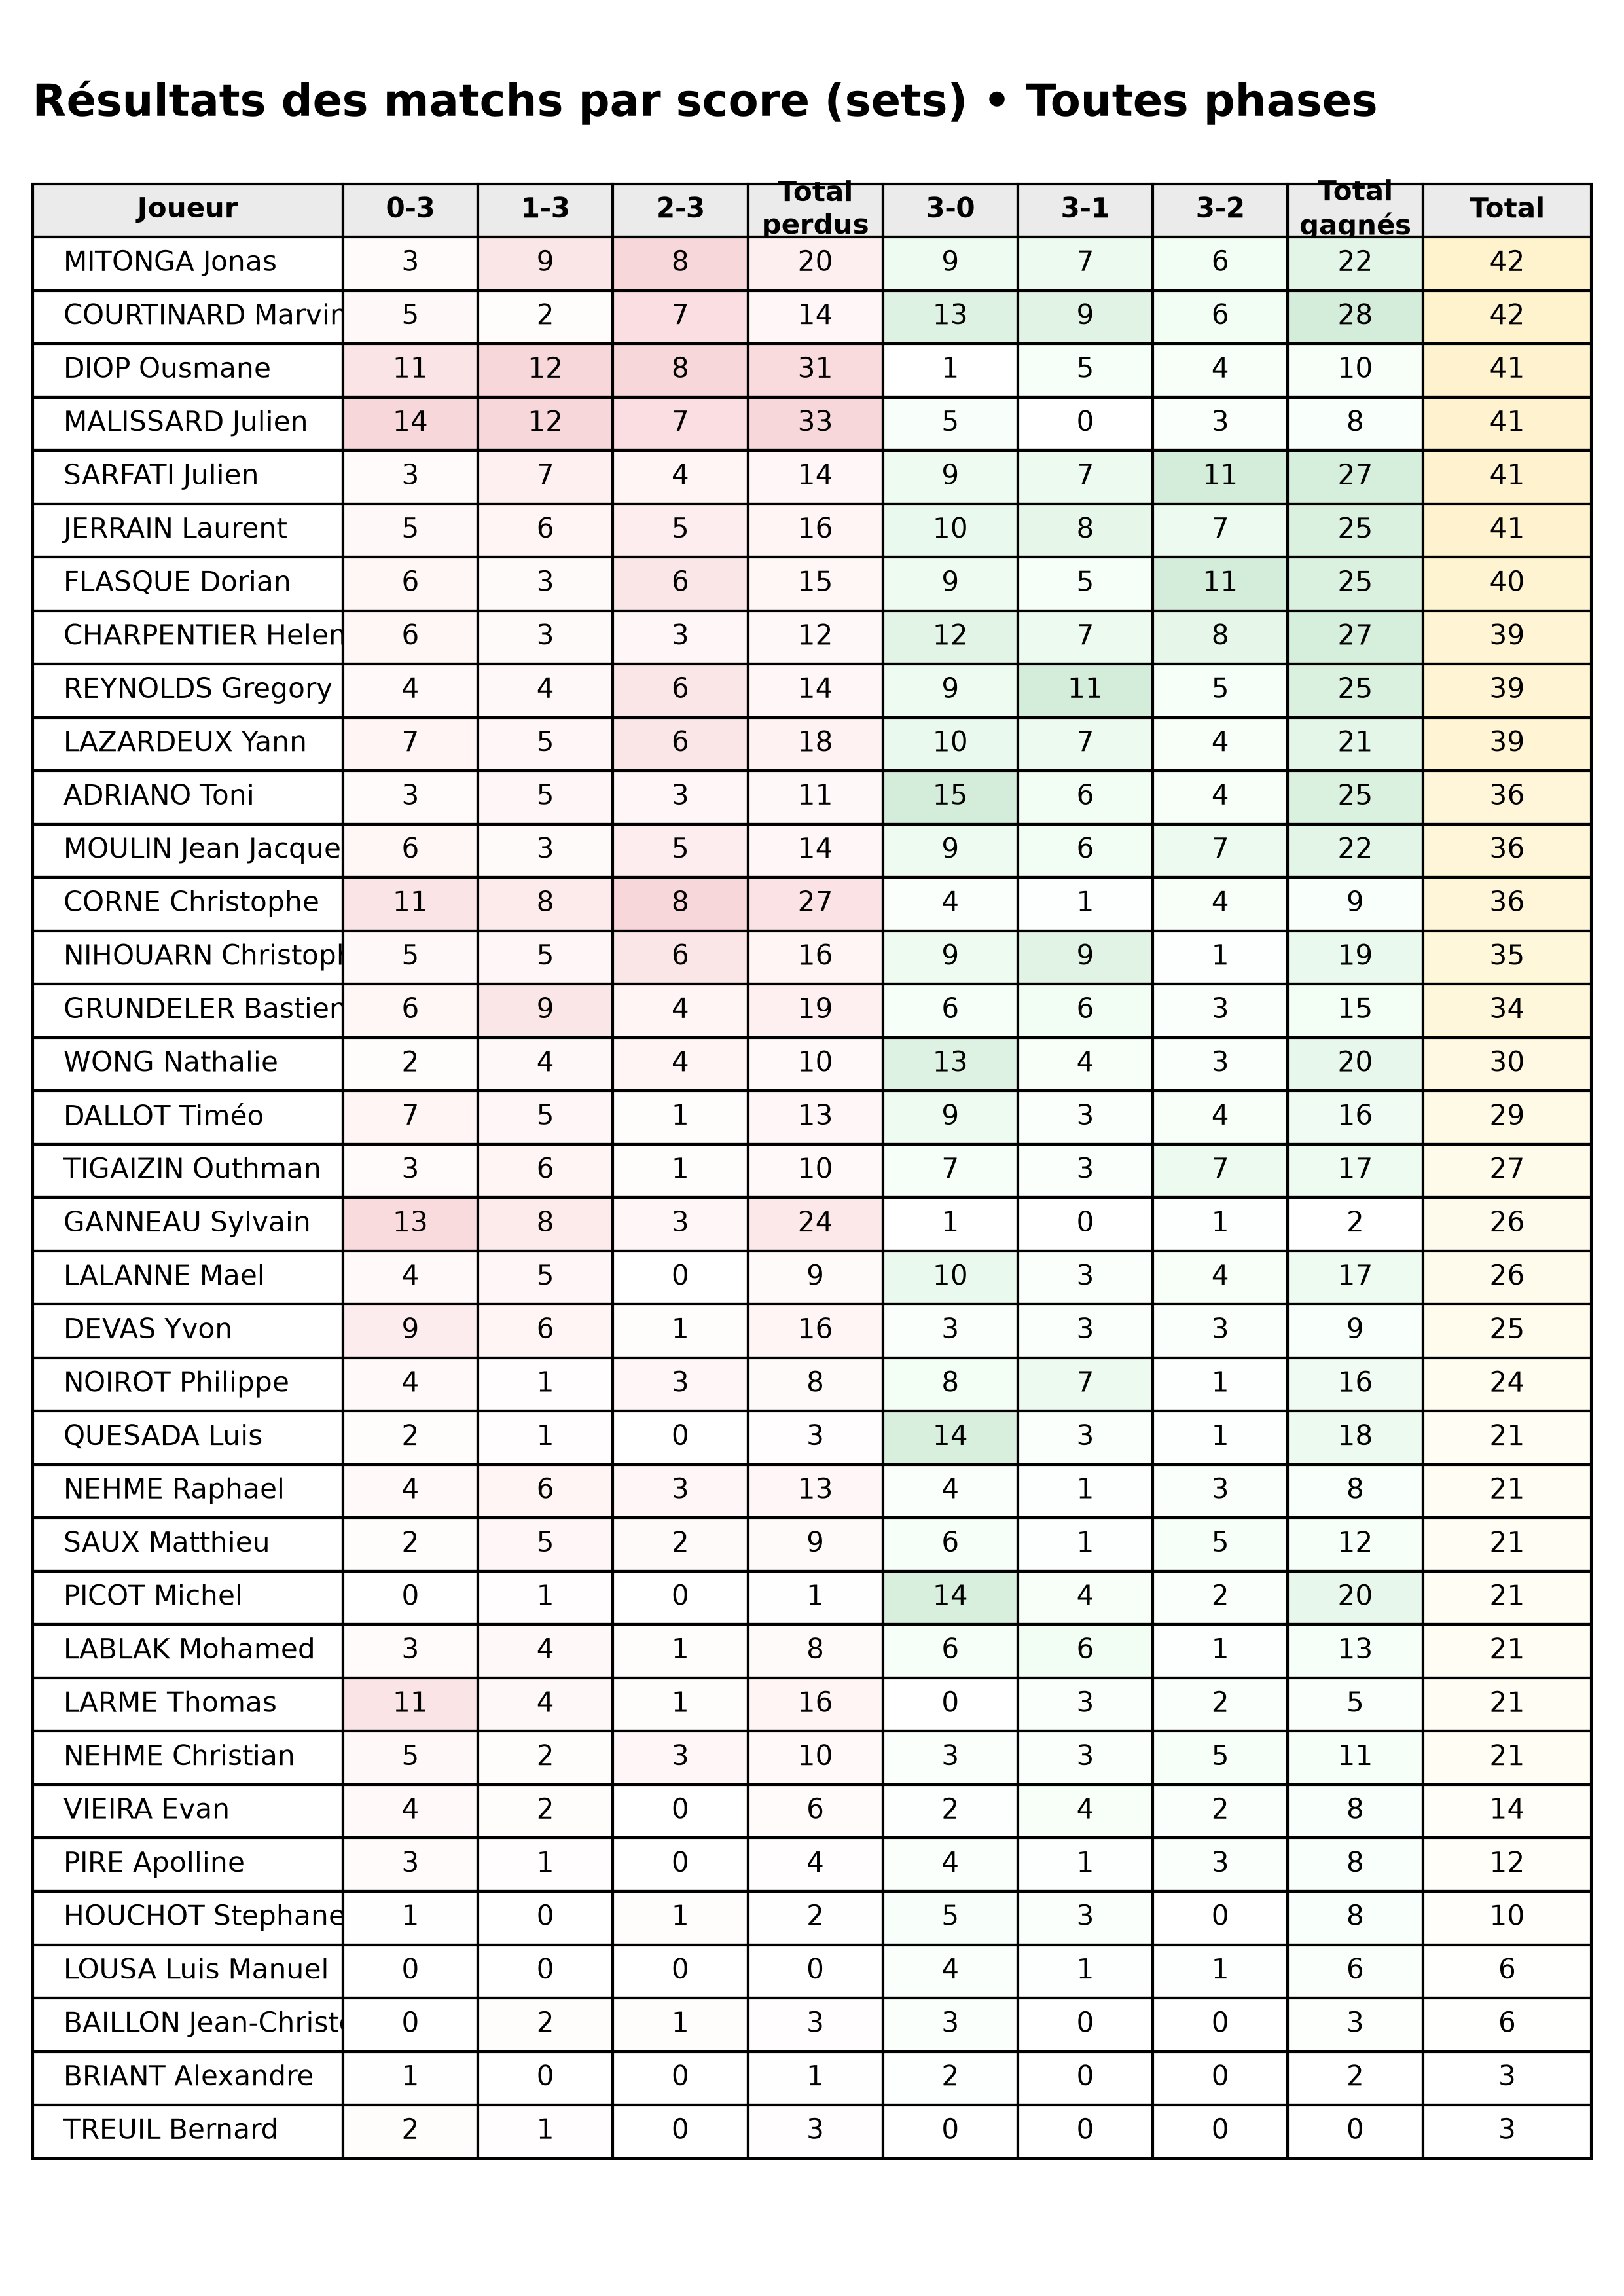 Résultats des matchs par score (sets) • Toutes phases
Joueur 0-3 1-3 2-3 Total perdus 3-0 3-1 3-2 Total gagnés Total
MITONGA Jonas 3 9 8 20 9 7 6 22 42
COURTINARD Marvin 5 2 7 14 13 9 6 28 42
DIOP Ousmane 11 12 8 31 1 5 4 10 41
MALISSARD Julien 14 12 7 33 5 0 3 8 41
SARFATI Julien 3 7 4 14 9 7 11 27 41
JERRAIN Laurent 5 6 5 16 10 8 7 25 41
FLASQUE Dorian 6 3 6 15 9 5 11 25 40
CHARPENTIER Helen 6 3 3 12 12 7 8 27 39
REYNOLDS Gregory 4 4 6 14 9 11 5 25 39
LAZARDEUX Yann 7 5 6 18 10 7 4 21 39
ADRIANO Toni 3 5 3 11 15 6 4 25 36
MOULIN Jean Jacque 6 3 5 14 9 6 7 22 36
CORNE Christophe 11 8 8 27 4 1 4 9 36
NIHOUARN Christoph 5 5 6 16 9 9 1 19 35
GRUNDELER Bastien 6 9 4 19 6 6 3 15 34
WONG Nathalie 2 4 4 10 13 4 3 20 30
DALLOT Timéo 7 5 1 13 9 3 4 16 29
TIGAIZIN Outhman 3 6 1 10 7 3 7 17 27
GANNEAU Sylvain 13 8 3 24 1 0 1 2 26
LALANNE Mael 4 5 0 9 10 3 4 17 26
DEVAS Yvon 9 6 1 16 3 3 3 9 25
NOIROT Philippe 4 1 3 8 8 7 1 16 24
QUESADA Luis 2 1 0 3 14 3 1 18 21
NEHME Raphael 4 6 3 13 4 1 3 8 21
SAUX Matthieu 2 5 2 9 6 1 5 12 21
PICOT Michel 0 1 0 1 14 4 2 20 21
LABLAK Mohamed 3 4 1 8 6 6 1 13 21
LARME Thomas 11 4 1 16 0 3 2 5 21
NEHME Christian 5 2 3 10 3 3 5 11 21
VIEIRA Evan 4 2 0 6 2 4 2 8 14
PIRE Apolline 3 1 0 4 4 1 3 8 12
HOUCHOT Stephane 1 0 1 2 5 3 0 8 10
LOUSA Luis Manuel 0 0 0 0 4 1 1 6 6
BAILLON Jean-Christo 0 2 1 3 3 0 0 3 6
BRIANT Alexandre 1 0 0 1 2 0 0 2 3
TREUIL Bernard 2 1 0 3 0 0 0 0 3